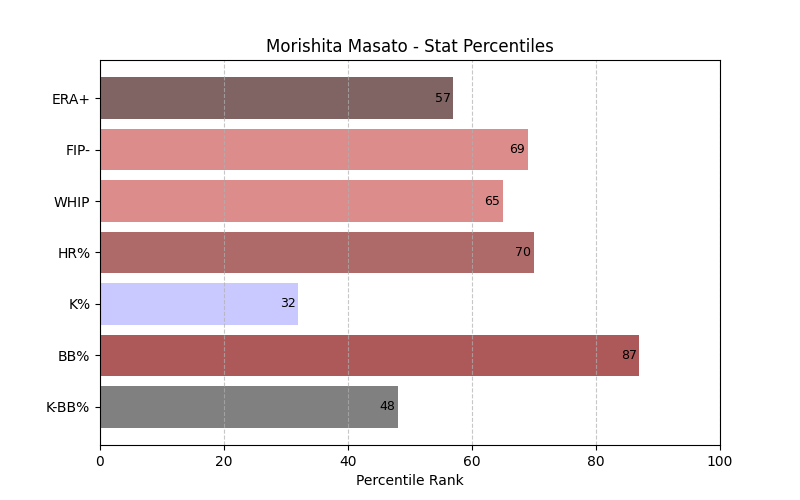 Morishita Masato - Stat Percentiles
ERA+ 57
FIP- 69
WHIP 65
HR% 70
K% 32
BB% 87
K-BB% 48
0 20 40 60 80 100
Percentile Rank